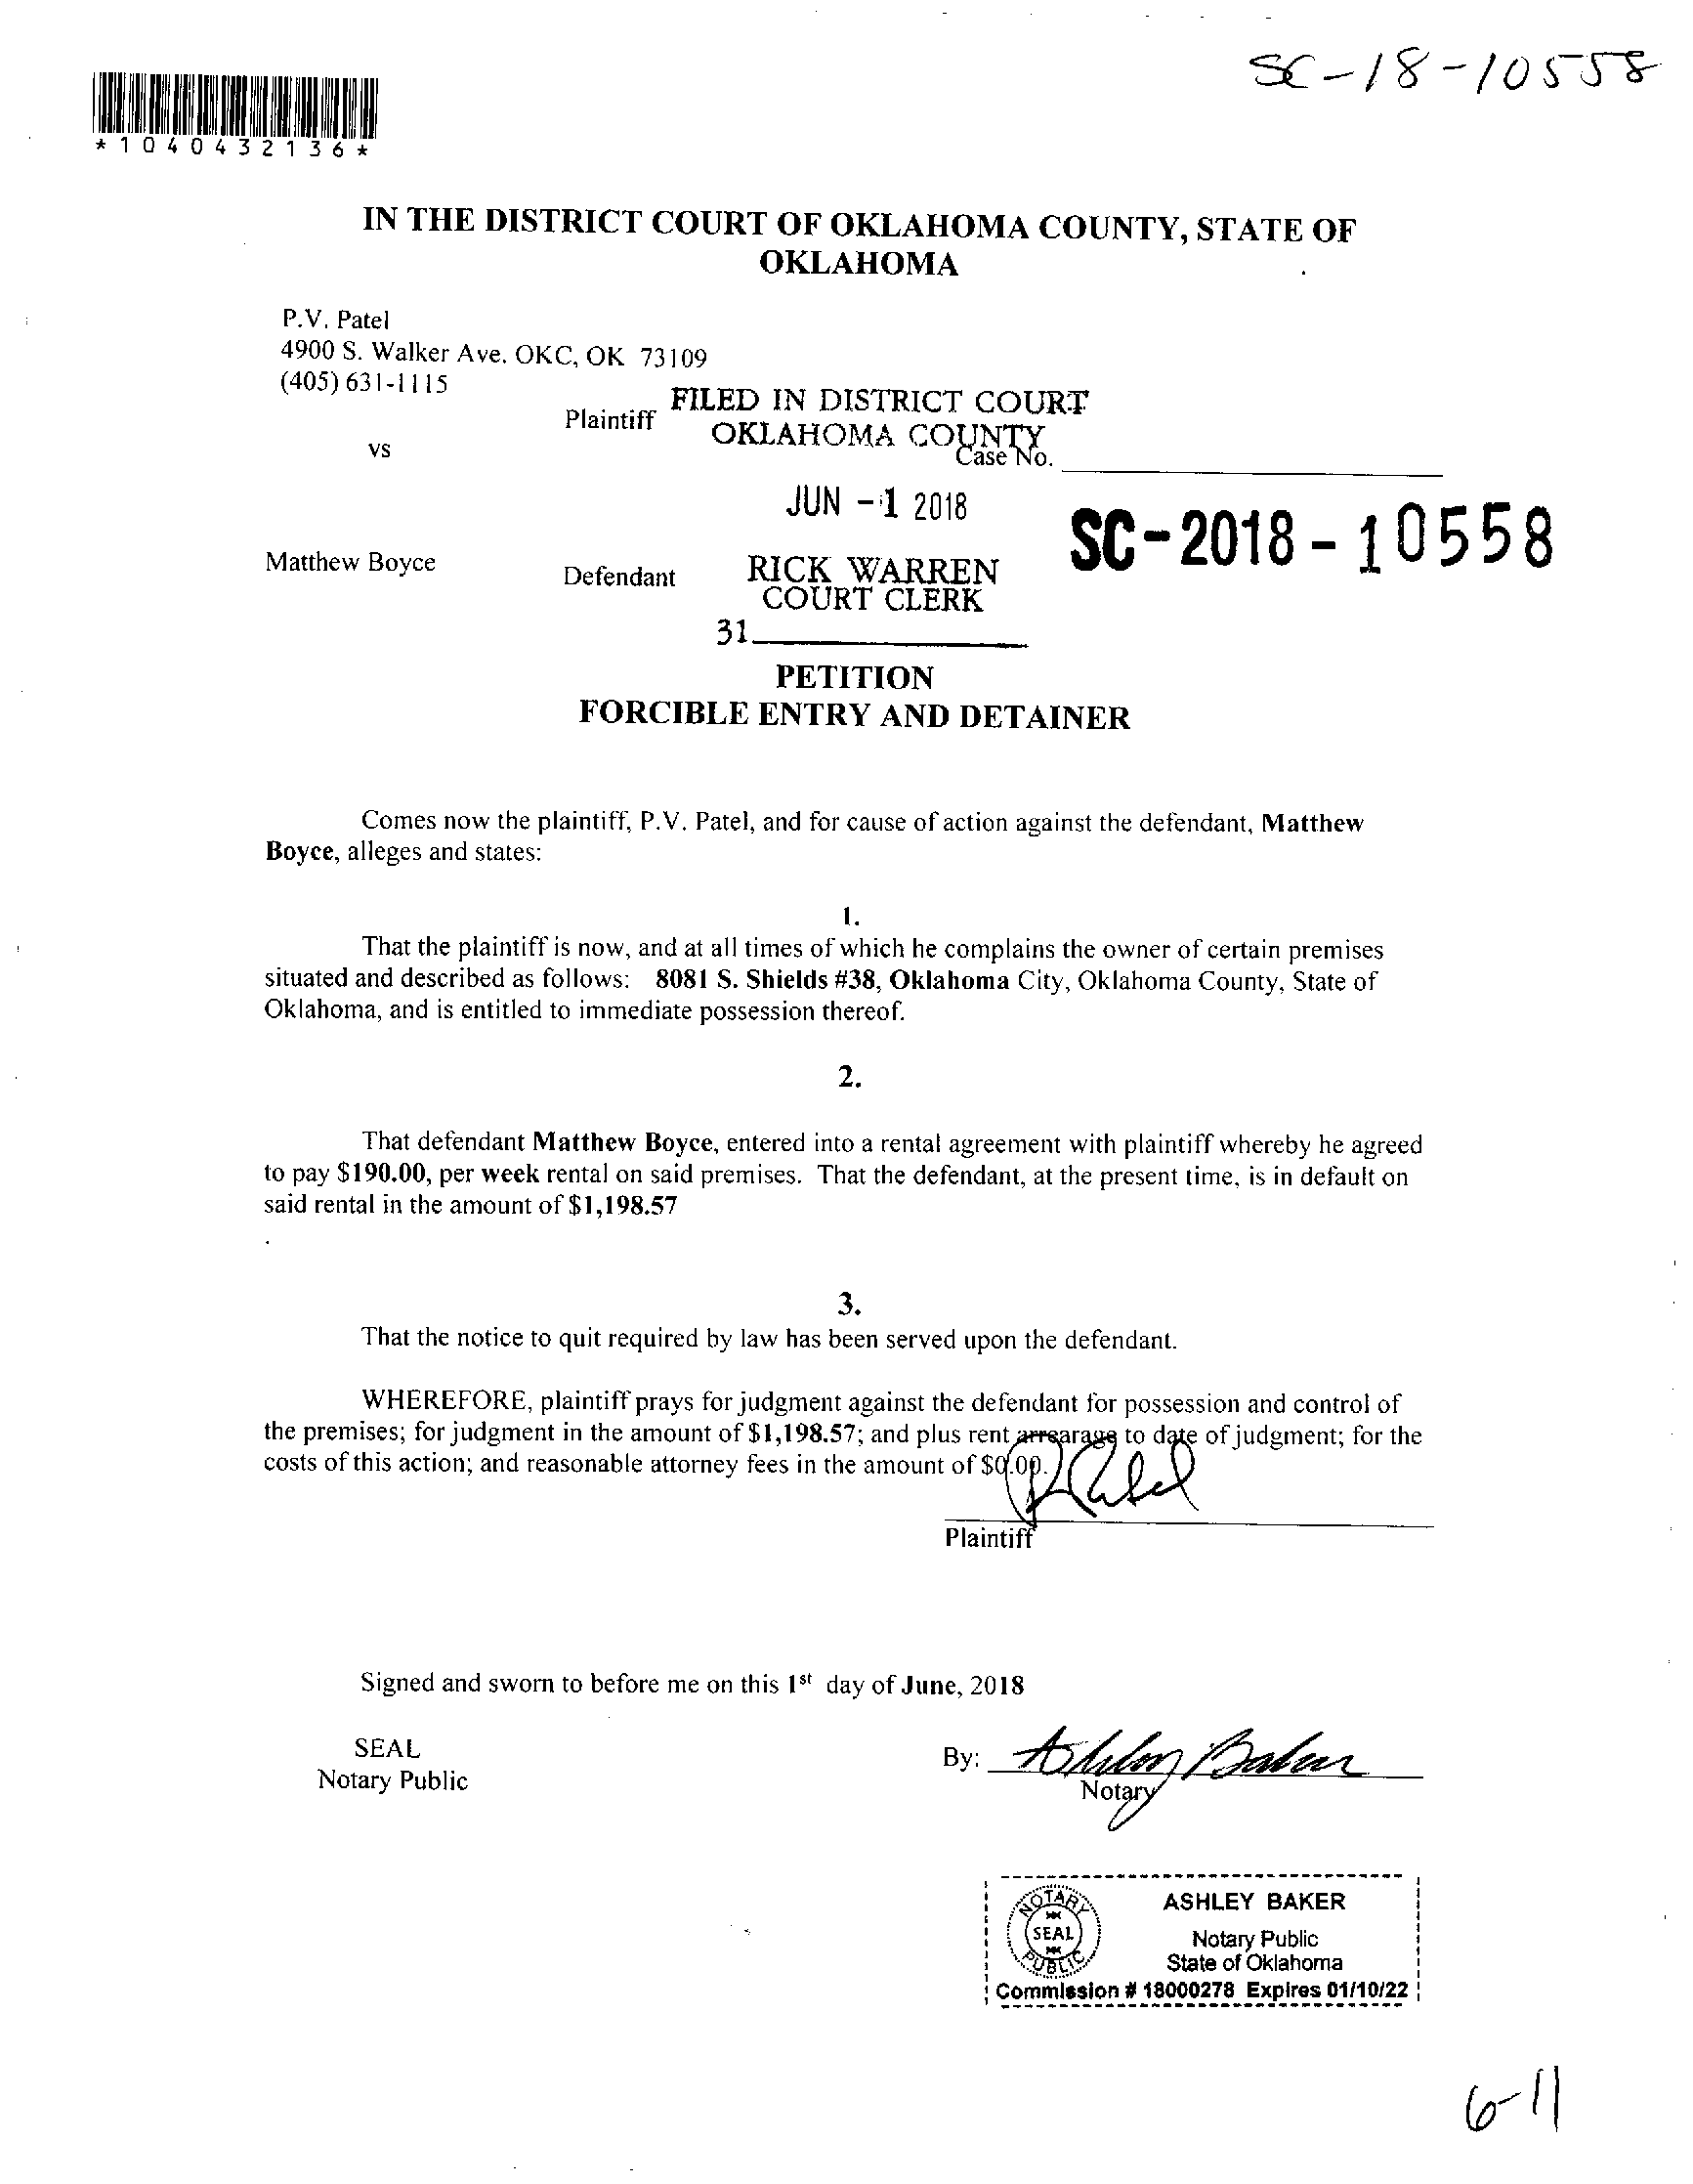 SC-18-10558
*1040432136*
IN THE DISTRICT COURT OF OKLAHOMA COUNTY, STATE OF
OKLAHOMA
P.V. Patel
4900 S. Walker Ave. OKC, OK 73109
(405) 631-1115
Plaintiff
FILED IN DISTRICT COURT
OKLAHOMA COUNTY
vs
Case No.
JUN -1 2018
SC-2018-10558
Matthew Boyce
Defendant
RICK WARREN
COURT CLERK
31
PETITION
FORCIBLE ENTRY AND DETAINER
Comes now the plaintiff, P.V. Patel, and for cause of action against the defendant, Matthew
Boyce, alleges and states:
1.
That the plaintiff is now, and at all times of which he complains the owner of certain premises
situated and described as follows: 8081 S. Shields #38, Oklahoma City, Oklahoma County, State of
Oklahoma, and is entitled to immediate possession thereof.
2.
That defendant Matthew Boyce, entered into a rental agreement with plaintiff whereby he agreed
to pay $190.00, per week rental on said premises. That the defendant, at the present time, is in default on
said rental in the amount of $1,198.57
.
3.
That the notice to quit required by law has been served upon the defendant.
WHEREFORE, plaintiff prays for judgment against the defendant for possession and control of
the premises; for judgment in the amount of $1,198.57; and plus rent arrearage to date of judgment; for the
costs of this action; and reasonable attorney fees in the amount of $0.00.
Plaintiff
Signed and sworn to before me on this 1st day of June, 2018
SEAL
Notary Public
By: Ashley Baker
Notary
NOTARY
SEAL
PUBLIC
ASHLEY BAKER
Notary Public
State of Oklahoma
Commission # 18000278 Expires 01/10/22
6-11